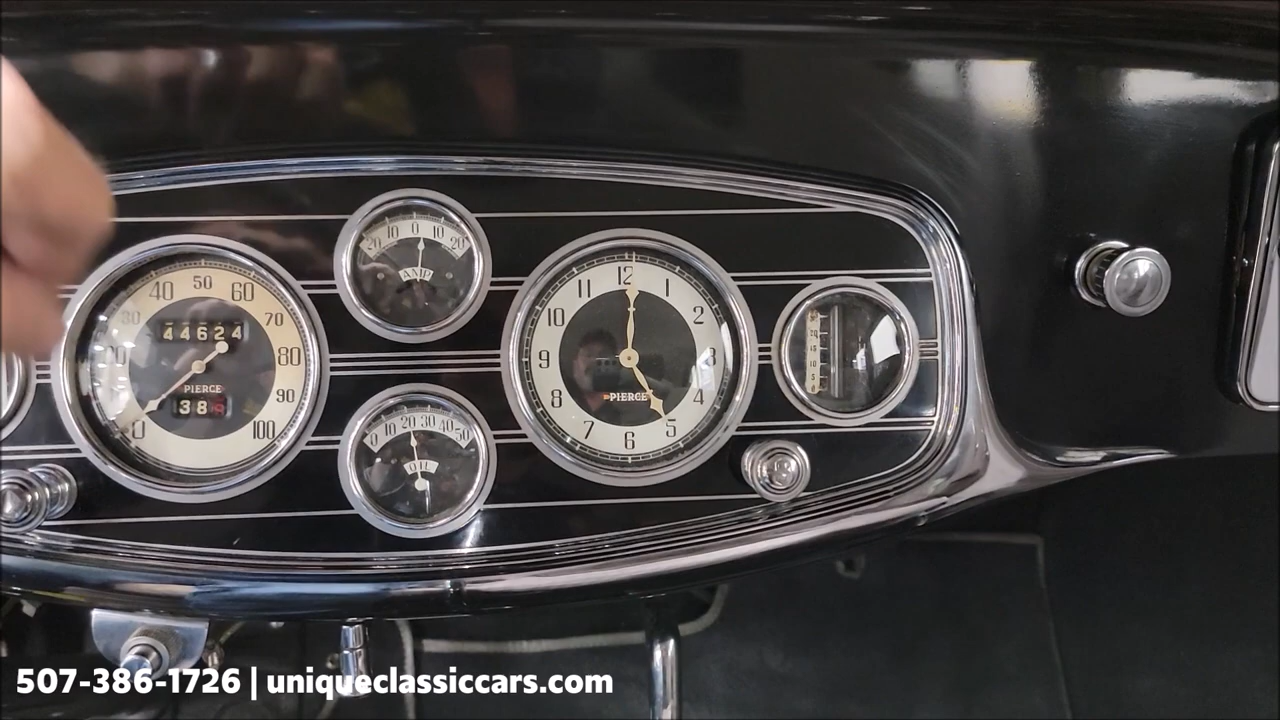 20 10 0 10 20
AMP
30 40 50 60 70 80 90 100
0
44624
PIERCE
38
0 10 20 30 40 50
OIL
12 1 2 3 4 5 6 7 8 9 10 11
PIERCE
507-386-1726 | uniqueclassiccars.com